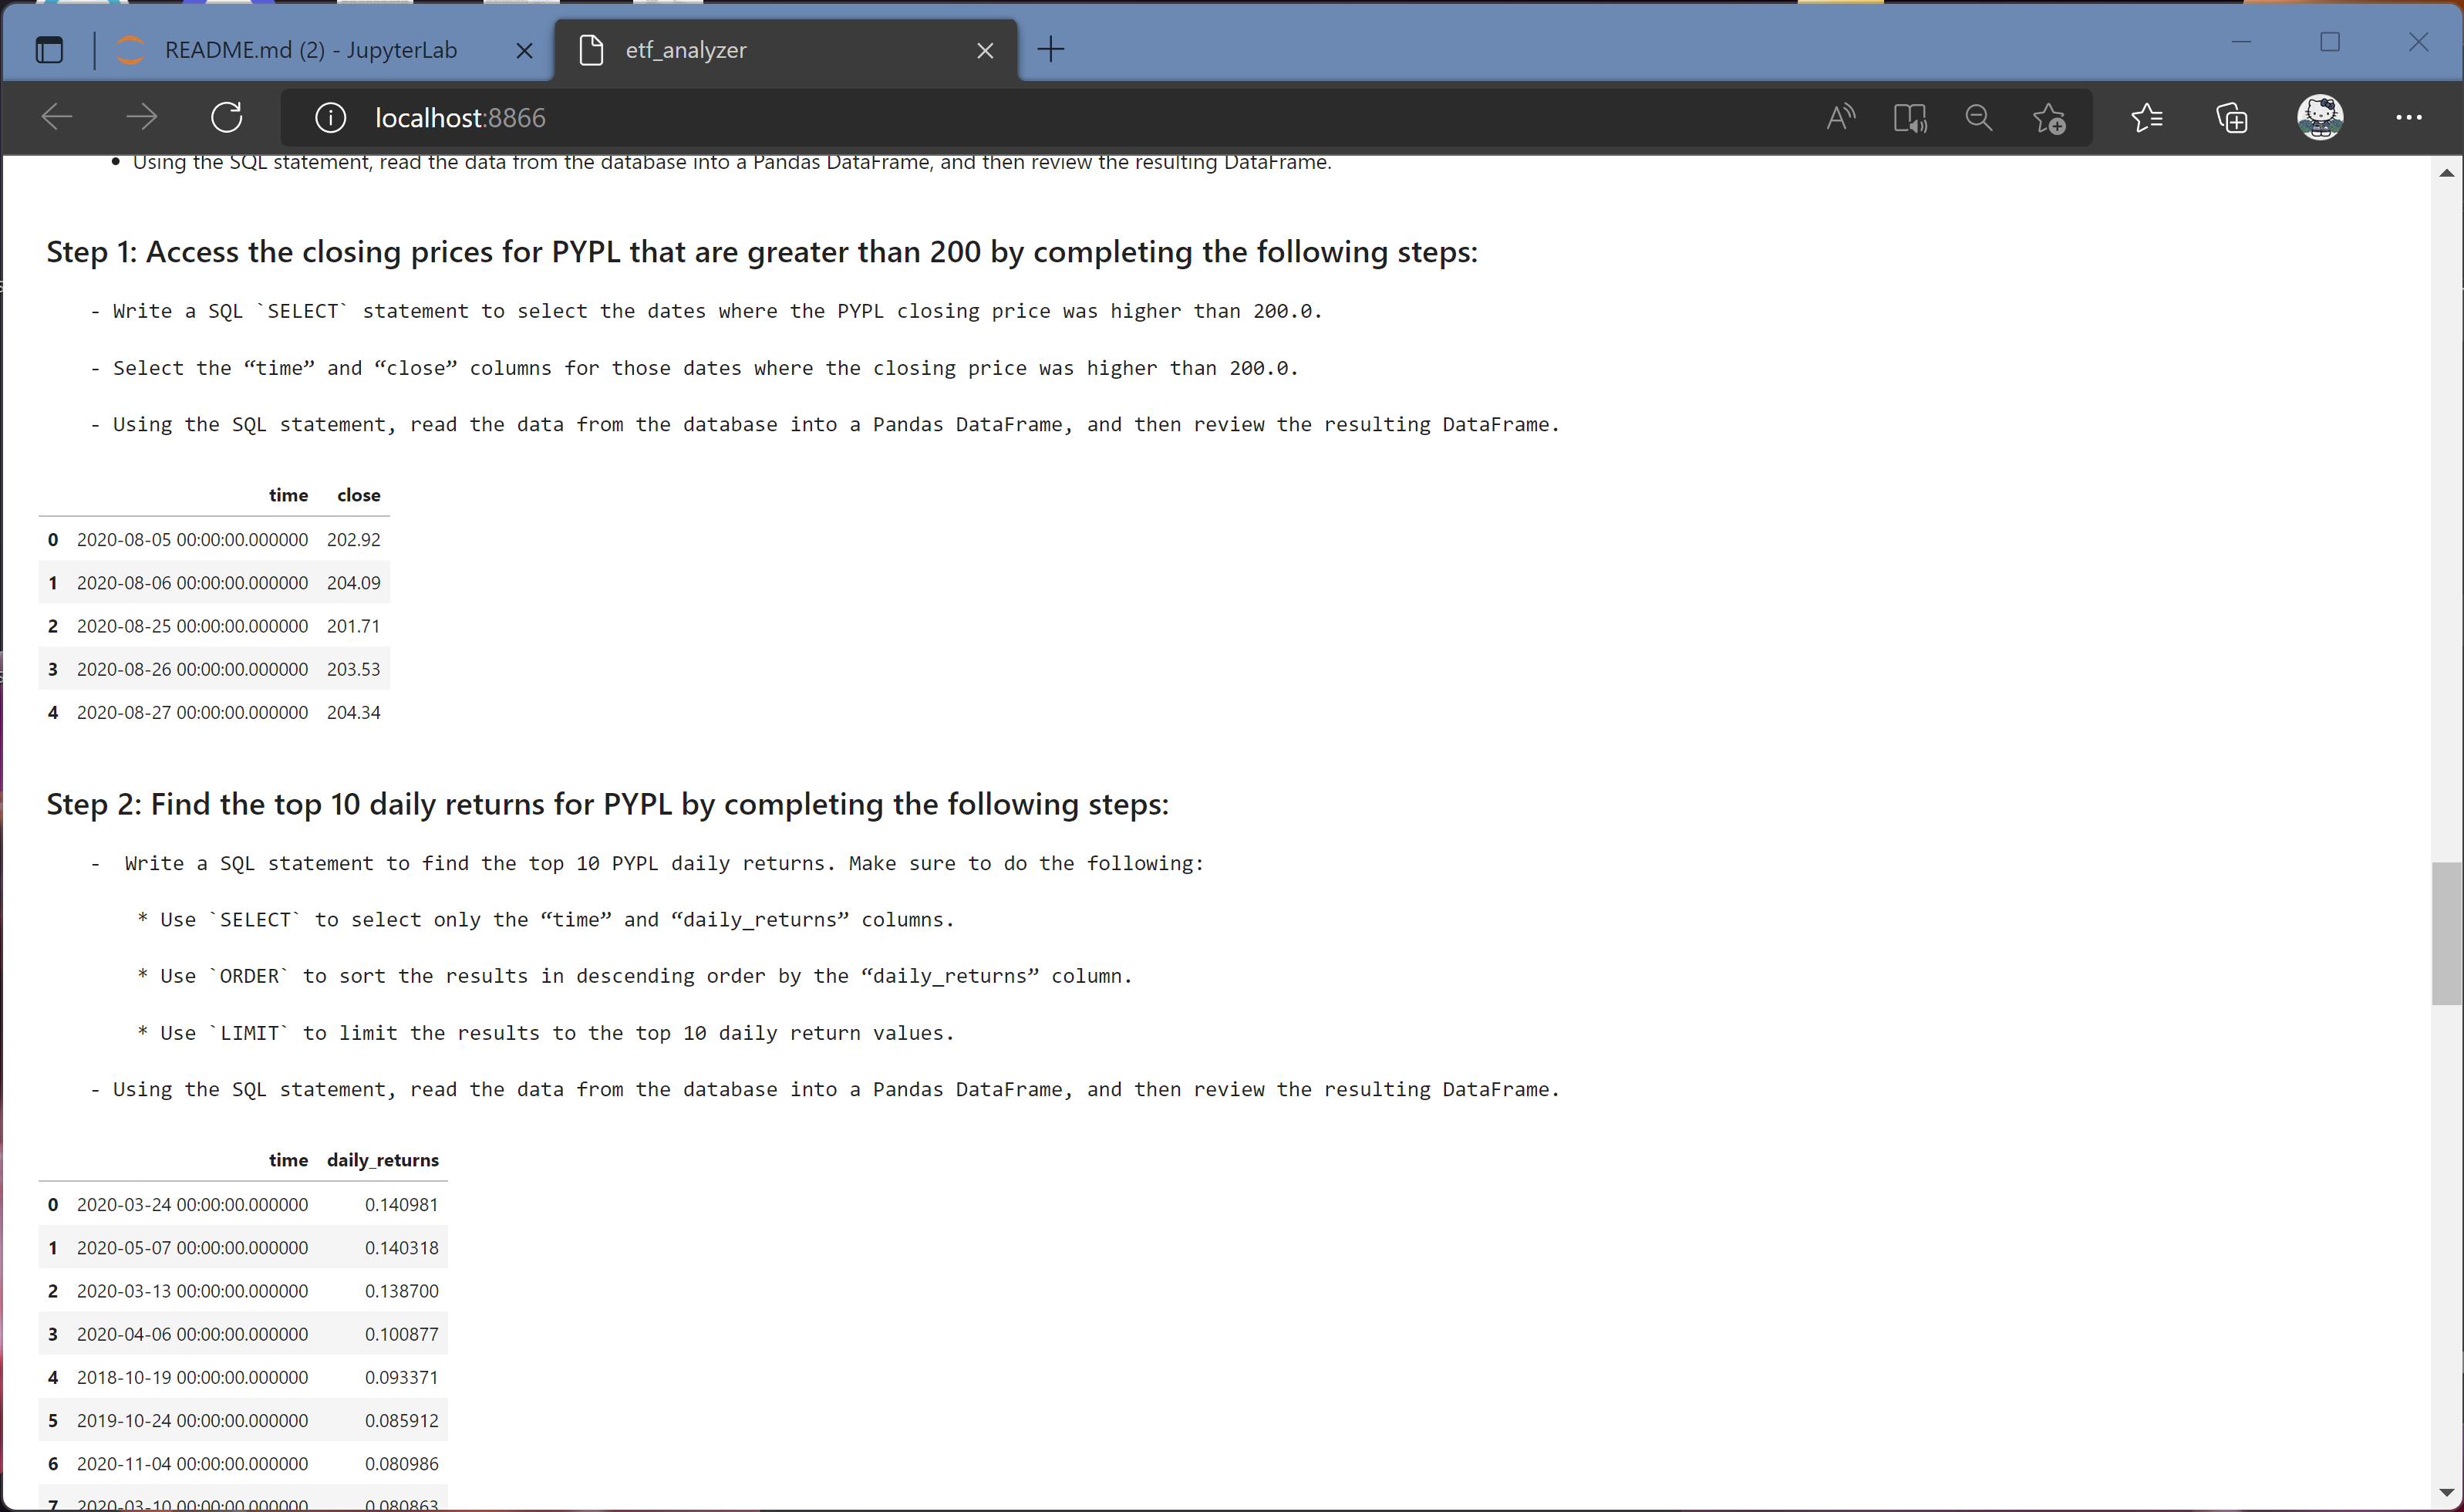 README.md (2) - JupyterLab
etf_analyzer
localhost:8866
• Using the SQL statement, read the data from the database into a Pandas DataFrame, and then review the resulting DataFrame.
Step 1: Access the closing prices for PYPL that are greater than 200 by completing the following steps:
- Write a SQL `SELECT` statement to select the dates where the PYPL closing price was higher than 200.0.
- Select the “time” and “close” columns for those dates where the closing price was higher than 200.0.
- Using the SQL statement, read the data from the database into a Pandas DataFrame, and then review the resulting DataFrame.
time close
0 2020-08-05 00:00:00.000000 202.92
1 2020-08-06 00:00:00.000000 204.09
2 2020-08-25 00:00:00.000000 201.71
3 2020-08-26 00:00:00.000000 203.53
4 2020-08-27 00:00:00.000000 204.34
Step 2: Find the top 10 daily returns for PYPL by completing the following steps:
- Write a SQL statement to find the top 10 PYPL daily returns. Make sure to do the following:
* Use `SELECT` to select only the “time” and “daily_returns” columns.
* Use `ORDER` to sort the results in descending order by the “daily_returns” column.
* Use `LIMIT` to limit the results to the top 10 daily return values.
- Using the SQL statement, read the data from the database into a Pandas DataFrame, and then review the resulting DataFrame.
time daily_returns
0 2020-03-24 00:00:00.000000 0.140981
1 2020-05-07 00:00:00.000000 0.140318
2 2020-03-13 00:00:00.000000 0.138700
3 2020-04-06 00:00:00.000000 0.100877
4 2018-10-19 00:00:00.000000 0.093371
5 2019-10-24 00:00:00.000000 0.085912
6 2020-11-04 00:00:00.000000 0.080986
7 2020-03-10 00:00:00.000000 0.080863